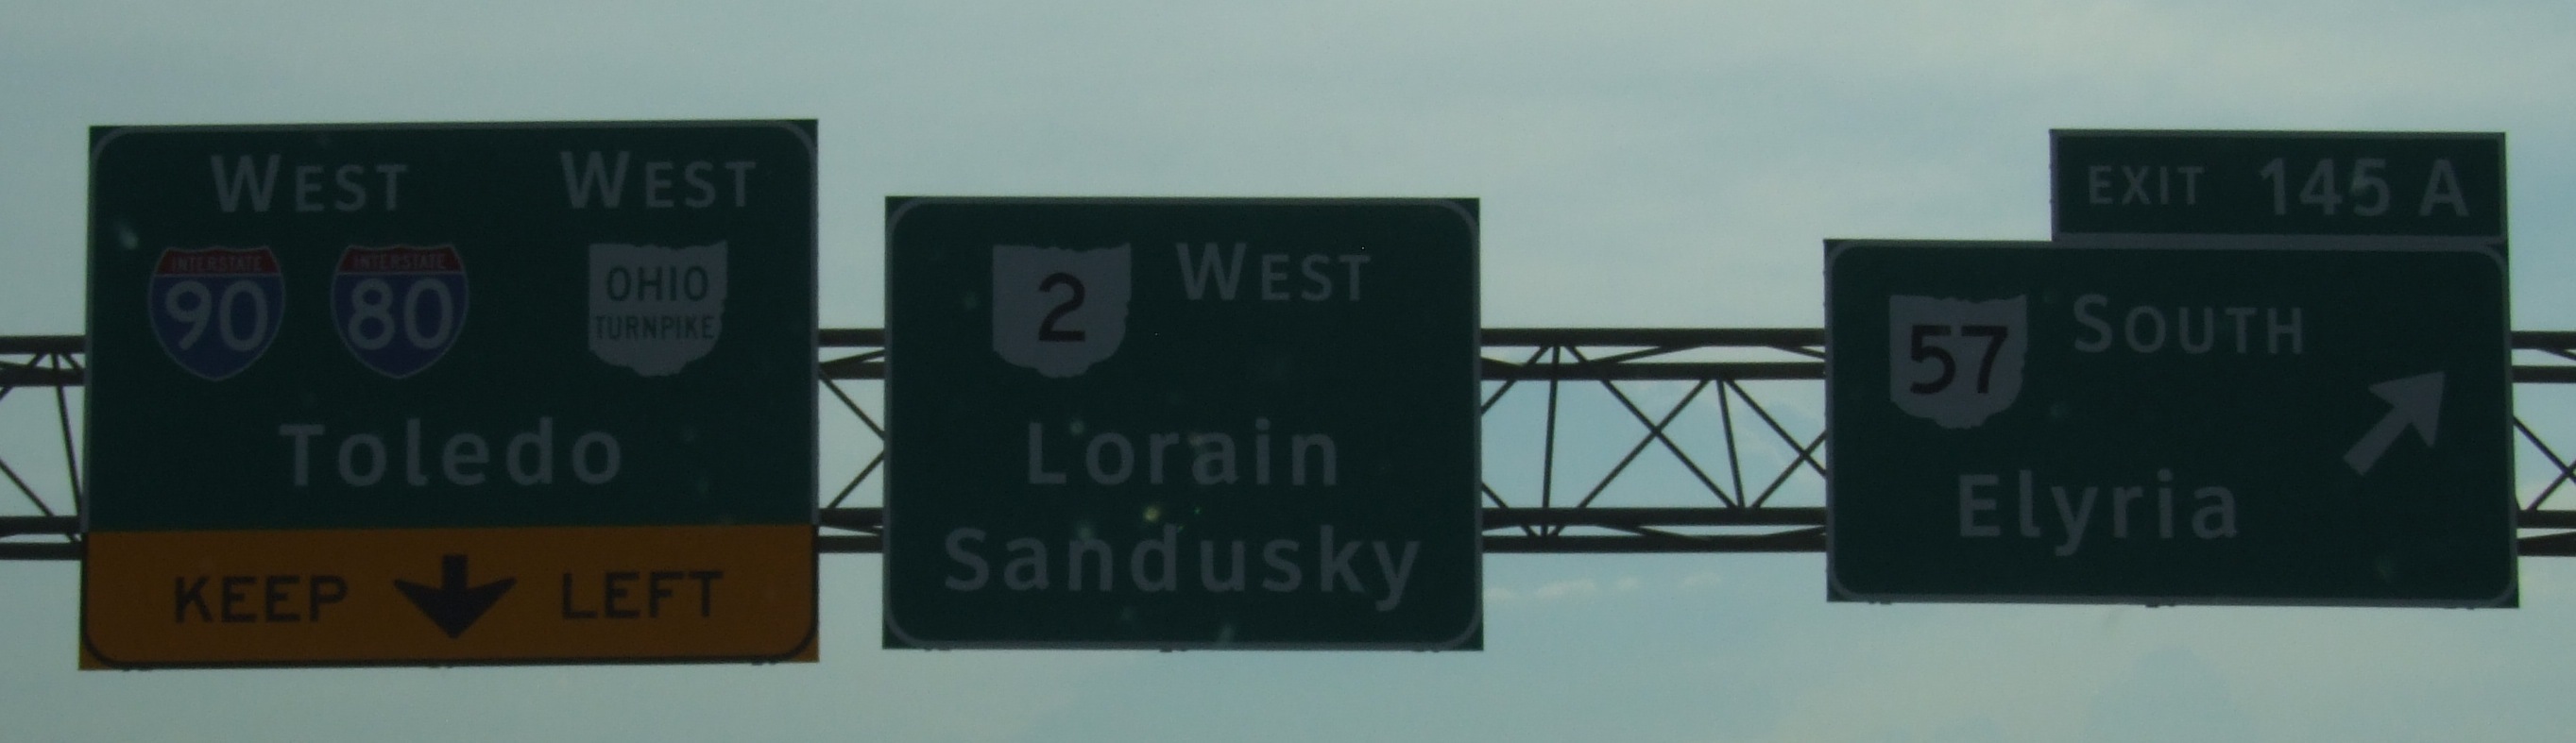 WEST WEST
INTERSTATE 90 INTERSTATE 80 OHIO TURNPIKE
Toledo
KEEP LEFT
2 WEST
Lorain
Sandusky
EXIT 145 A
57 SOUTH
Elyria